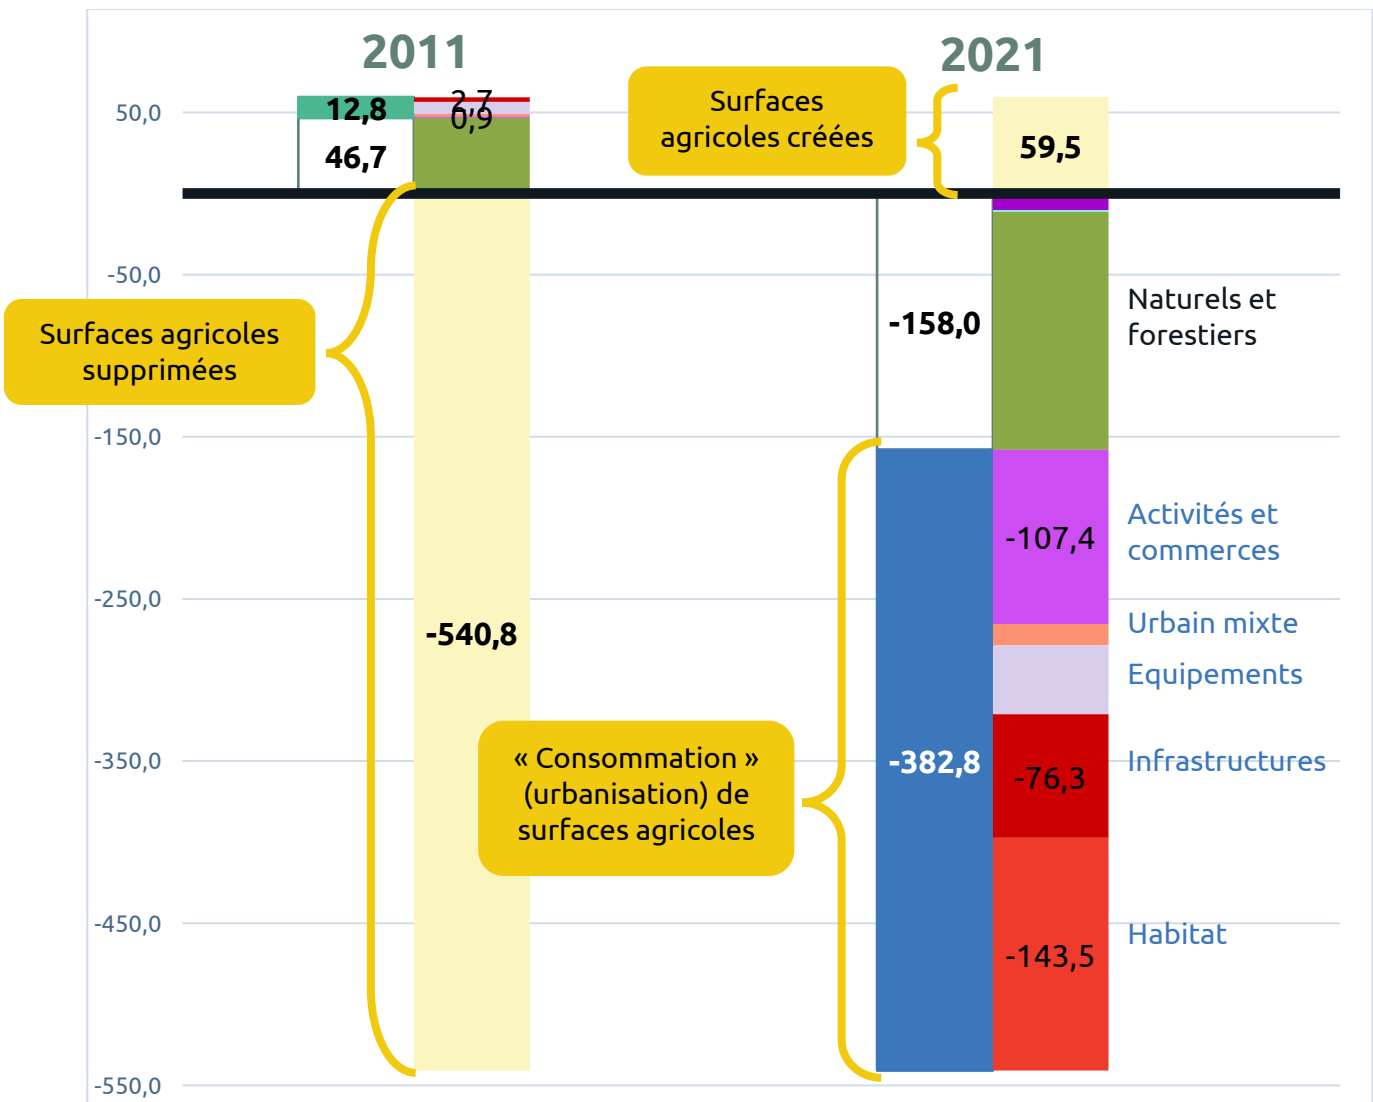 2011
2021
50,0
-50,0
-150,0
-250,0
-350,0
-450,0
-550,0
12,8
46,7
2,7
0,9
-540,8
Surfaces agricoles
supprimées
Surfaces
agricoles créées
59,5
-158,0
-382,8
« Consommation »
(urbanisation) de
surfaces agricoles
-107,4
-76,3
-143,5
Naturels et
forestiers
Activités et
commerces
Urbain mixte
Equipements
Infrastructures
Habitat